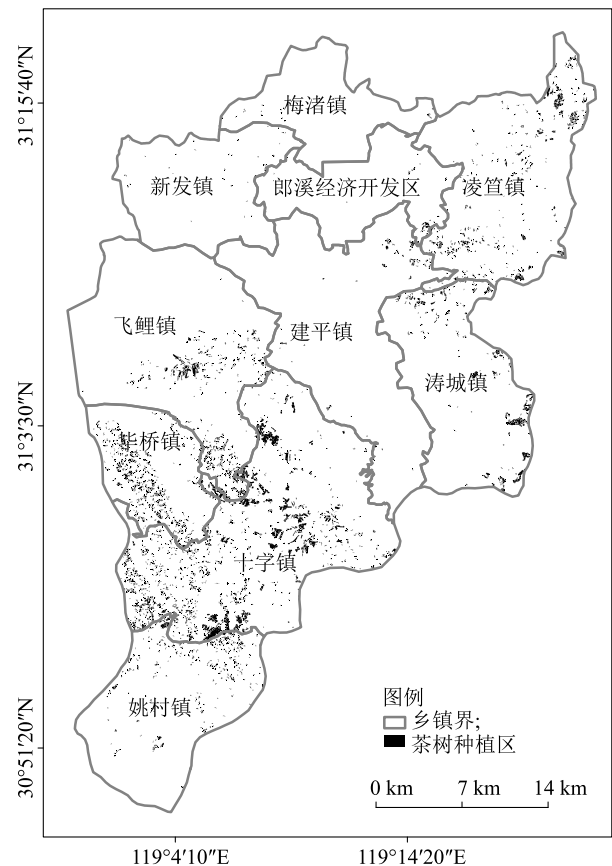 31°15′40″N
31°3′30″N
30°51′20″N
梅渚镇
新发镇
郎溪经济开发区
凌笪镇
飞鲤镇
建平镇
涛城镇
毕桥镇
十字镇
姚村镇
图例
乡镇界;
茶树种植区
0 km 7 km 14 km
119°4′10″E 119°14′20″E